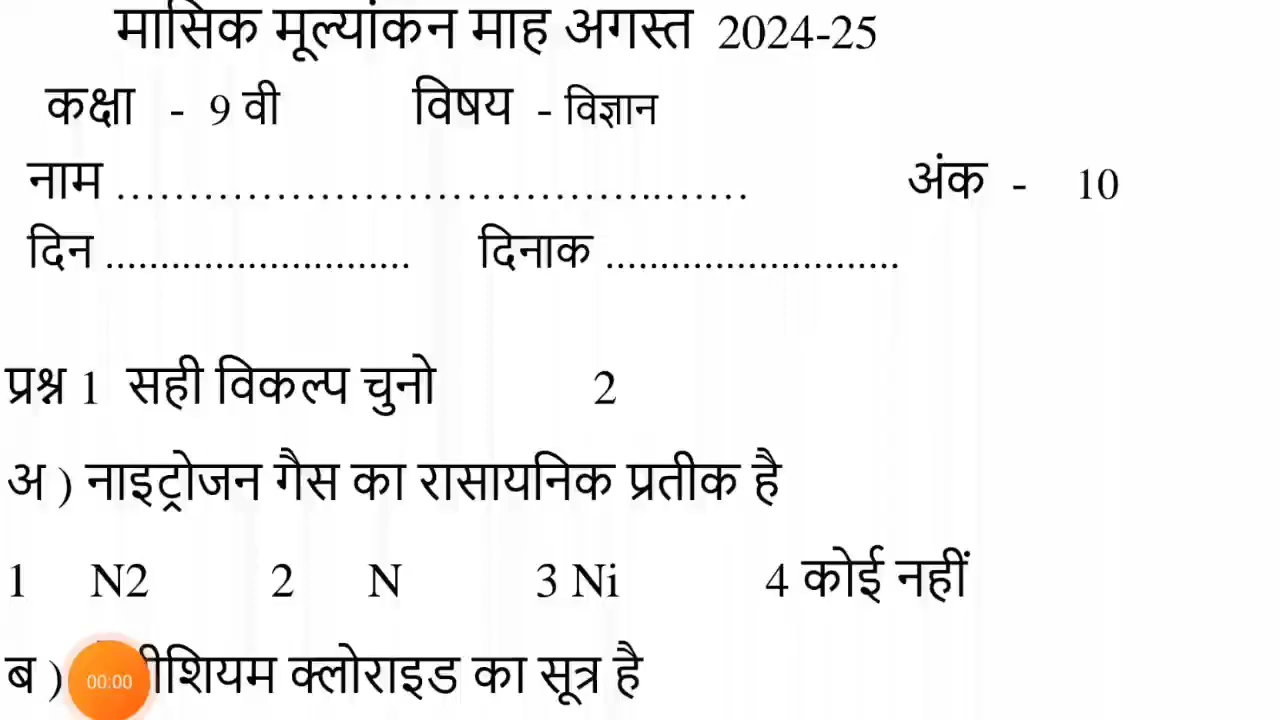 मासिक मूल्यांकन माह अगस्त 2024-25
कक्षा - 9 वी विषय - विज्ञान
नाम ............................................. अंक - 10
दिन ............................ दिनाक ...........................
प्रश्न 1 सही विकल्प चुनो 2
अ ) नाइट्रोजन गैस का रासायनिक प्रतीक है
1 N2 2 N 3 Ni 4 कोई नहीं
ब ) क्लोराइड का सूत्र है
00:00